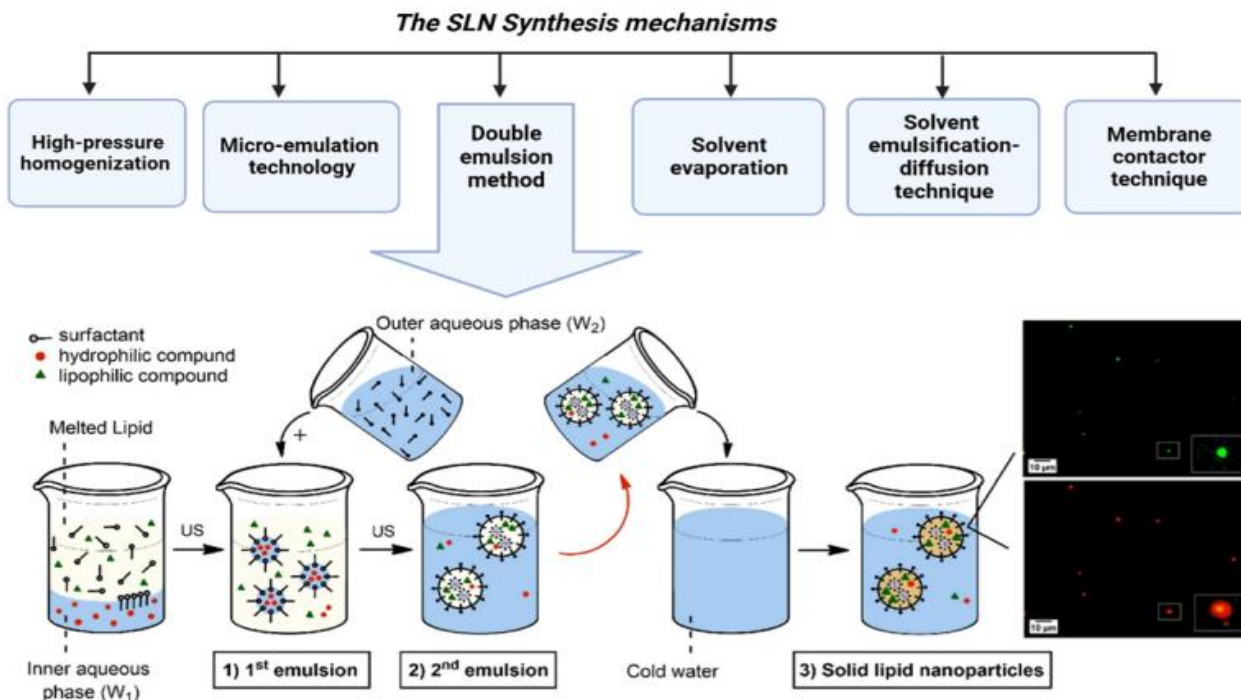 The SLN Synthesis mechanisms
High-pressure
homogenization
Micro-emulation
technology
Double
emulsion
method
Solvent
evaporation
Solvent
emulsification-
diffusion
technique
Membrane
contactor
technique
surfactant
hydrophilic compund
lipophilic compound
Outer aqueous phase (W₂)
Melted Lipid
+
US
US
10 μm
10 μm
Inner aqueous
phase (W₁)
1) 1ˢᵗ emulsion
2) 2ⁿᵈ emulsion
Cold water
3) Solid lipid nanoparticles